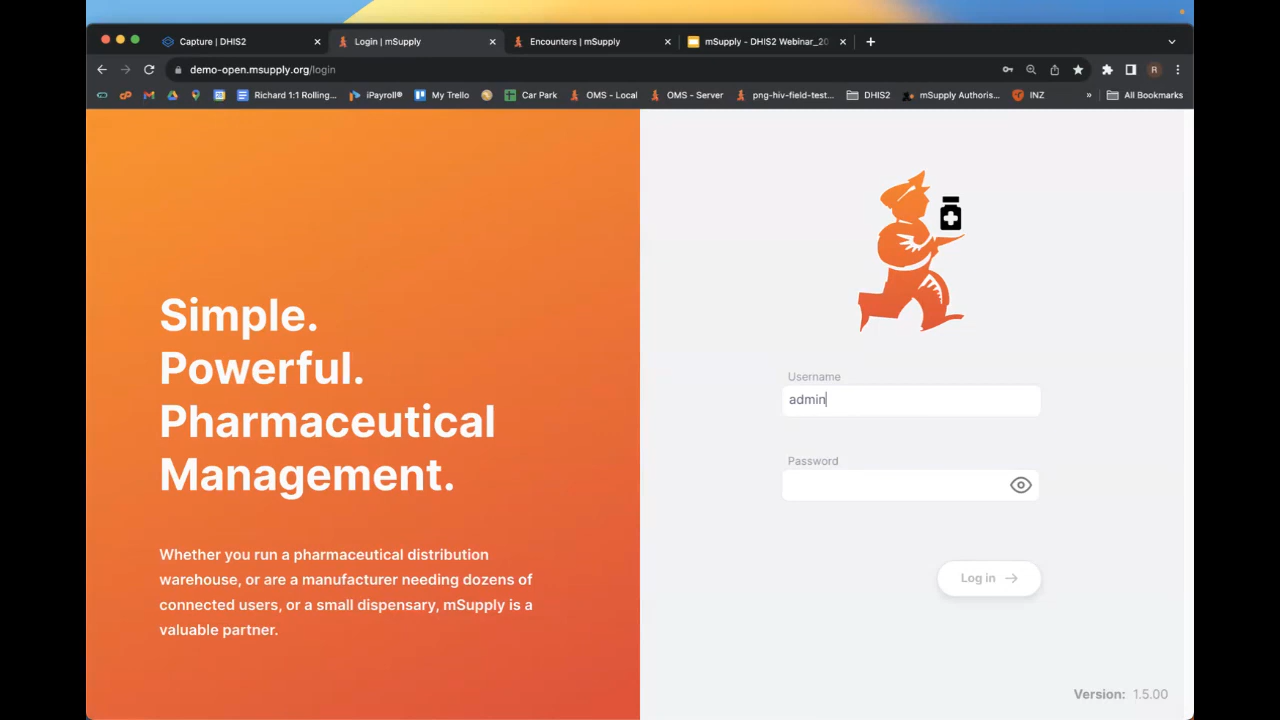 Capture | DHIS2
Login | mSupply
Encounters | mSupply
mSupply - DHIS2 Webinar_20
demo-open.msupply.org/login
R
Richard 1:1 Rolling...
iPayroll®
My Trello
Car Park
OMS - Local
OMS - Server
png-hiv-field-test...
DHIS2
mSupply Authoris...
INZ
»
All Bookmarks
Simple.
Powerful.
Pharmaceutical
Management.
Whether you run a pharmaceutical distribution
warehouse, or are a manufacturer needing dozens of
connected users, or a small dispensary, mSupply is a
valuable partner.
Username
admin
Password
Log in
Version: 1.5.00